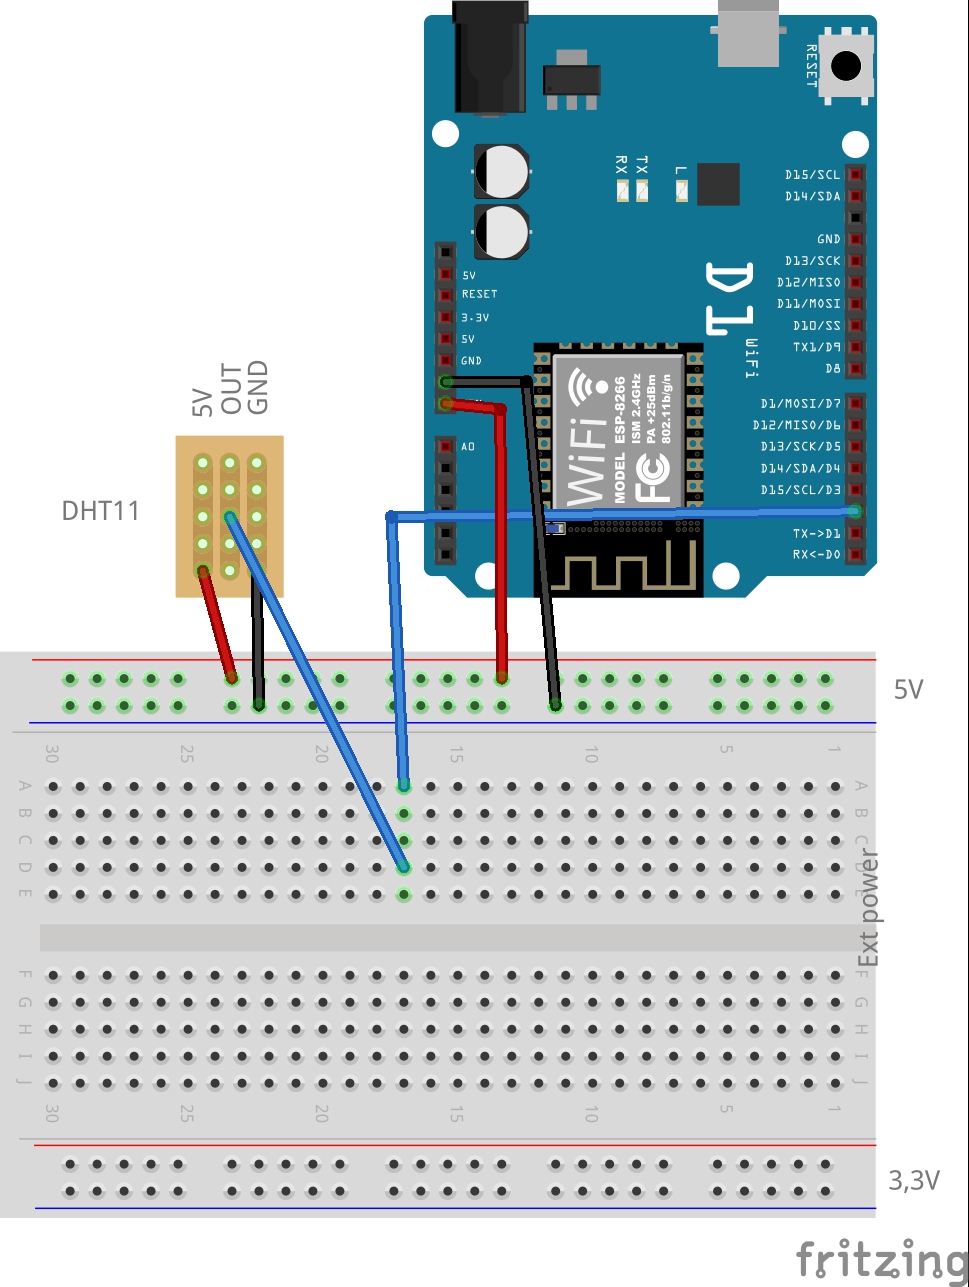 RESET
RX
TX
L
D15/SCL
D14/SDA
GND
D13/SCK
D12/MISO
D11/MOSI
D10/SS
TX1/D9
D8
5V
RESET
3.3V
5V
GND
D1
WiFi
5V
OUT
GND
DHT11
WiFi
MODEL ESP-8266
ISM 2.4GHz
PA +25dBm
802.11b/g/n
FC
A0
D1/MOSI/D7
D12/MISO/D6
D13/SCK/D5
D14/SDA/D4
D15/SCL/D3
TX->D1
RX<-D0
5V
30 25 20 15 10 5 1
A A
B B
C C
D D
E E
Ext power
F F
G G
H H
I I
J J
30 25 20 15 10 5 1
3,3V
fritzing